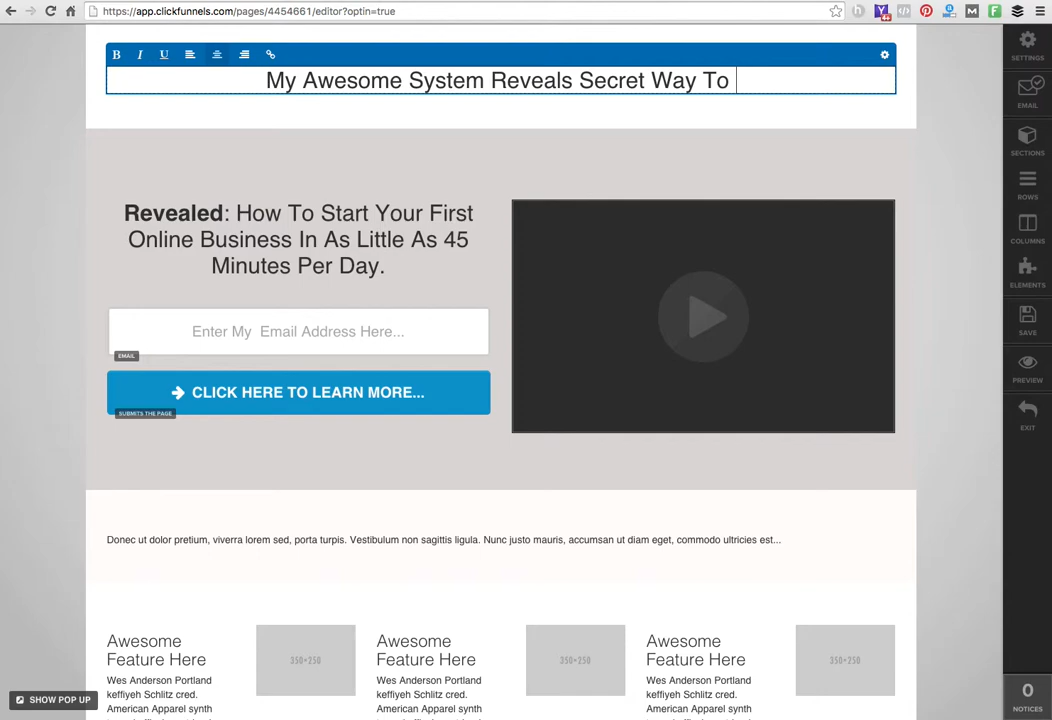 https://app.clickfunnels.com/pages/4454661/editor?optin=true
B I U
My Awesome System Reveals Secret Way To
SETTINGS
EMAIL
SECTIONS
ROWS
COLUMNS
ELEMENTS
SAVE
PREVIEW
EXIT
Revealed: How To Start Your First
Online Business In As Little As 45
Minutes Per Day.
Enter My Email Address Here...
EMAIL
CLICK HERE TO LEARN MORE...
SUBMITS THE PAGE
Donec ut dolor pretium, viverra lorem sed, porta turpis. Vestibulum non sagittis ligula. Nunc justo mauris, accumsan ut diam eget, commodo ultricies est...
Awesome
Feature Here
Wes Anderson Portland
keffiyeh Schlitz cred.
American Apparel synth
350×250
Awesome
Feature Here
Wes Anderson Portland
keffiyeh Schlitz cred.
American Apparel synth
350×250
Awesome
Feature Here
Wes Anderson Portland
keffiyeh Schlitz cred.
American Apparel synth
350×250
SHOW POP UP
0
NOTICES